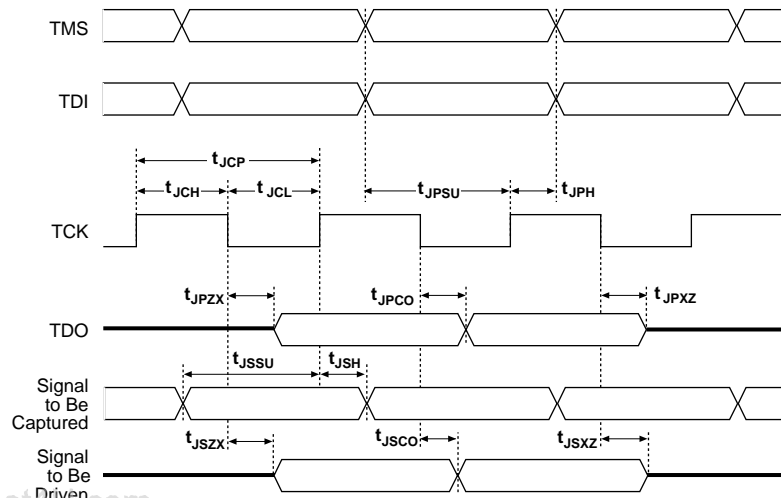 TMS
TDI
tJCP
tJCH
tJCL
tJPSU
tJPH
TCK
tJPZX
tJPCO
tJPXZ
TDO
tJSSU
tJSH
Signal
to Be
Captured
tJSZX
tJSCO
tJSXZ
Signal
to Be
Driven